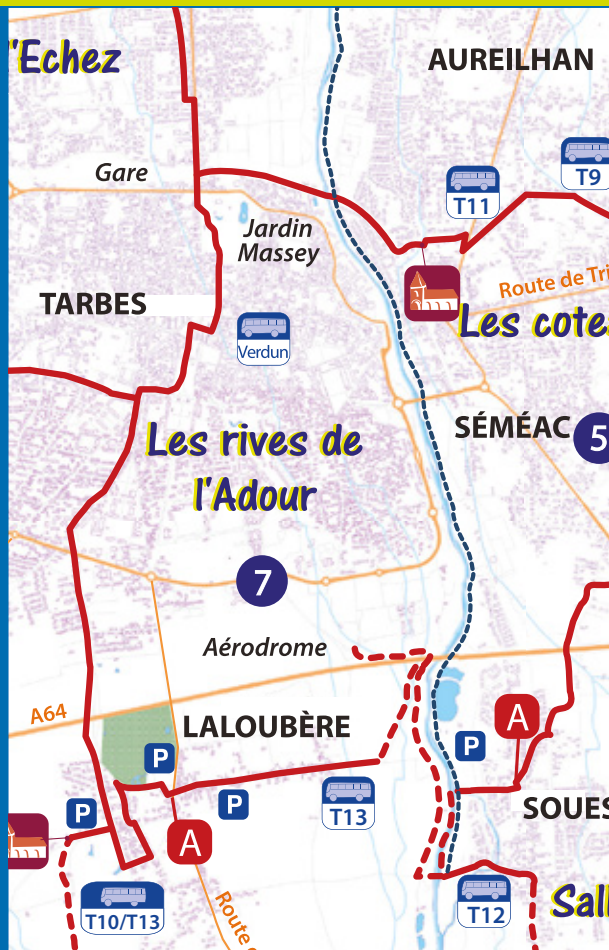 l'Echez
AUREILHAN
T9
Gare
T11
Jardin
Massey
Route de Tri
TARBES
Les cote
Verdun
SÉMÉAC
5
Les rives de
l'Adour
7
Aérodrome
A64
LALOUBÈRE
A
P
P
P
P
T13
SOUES
A
T10/T13
Route
T12
Sall